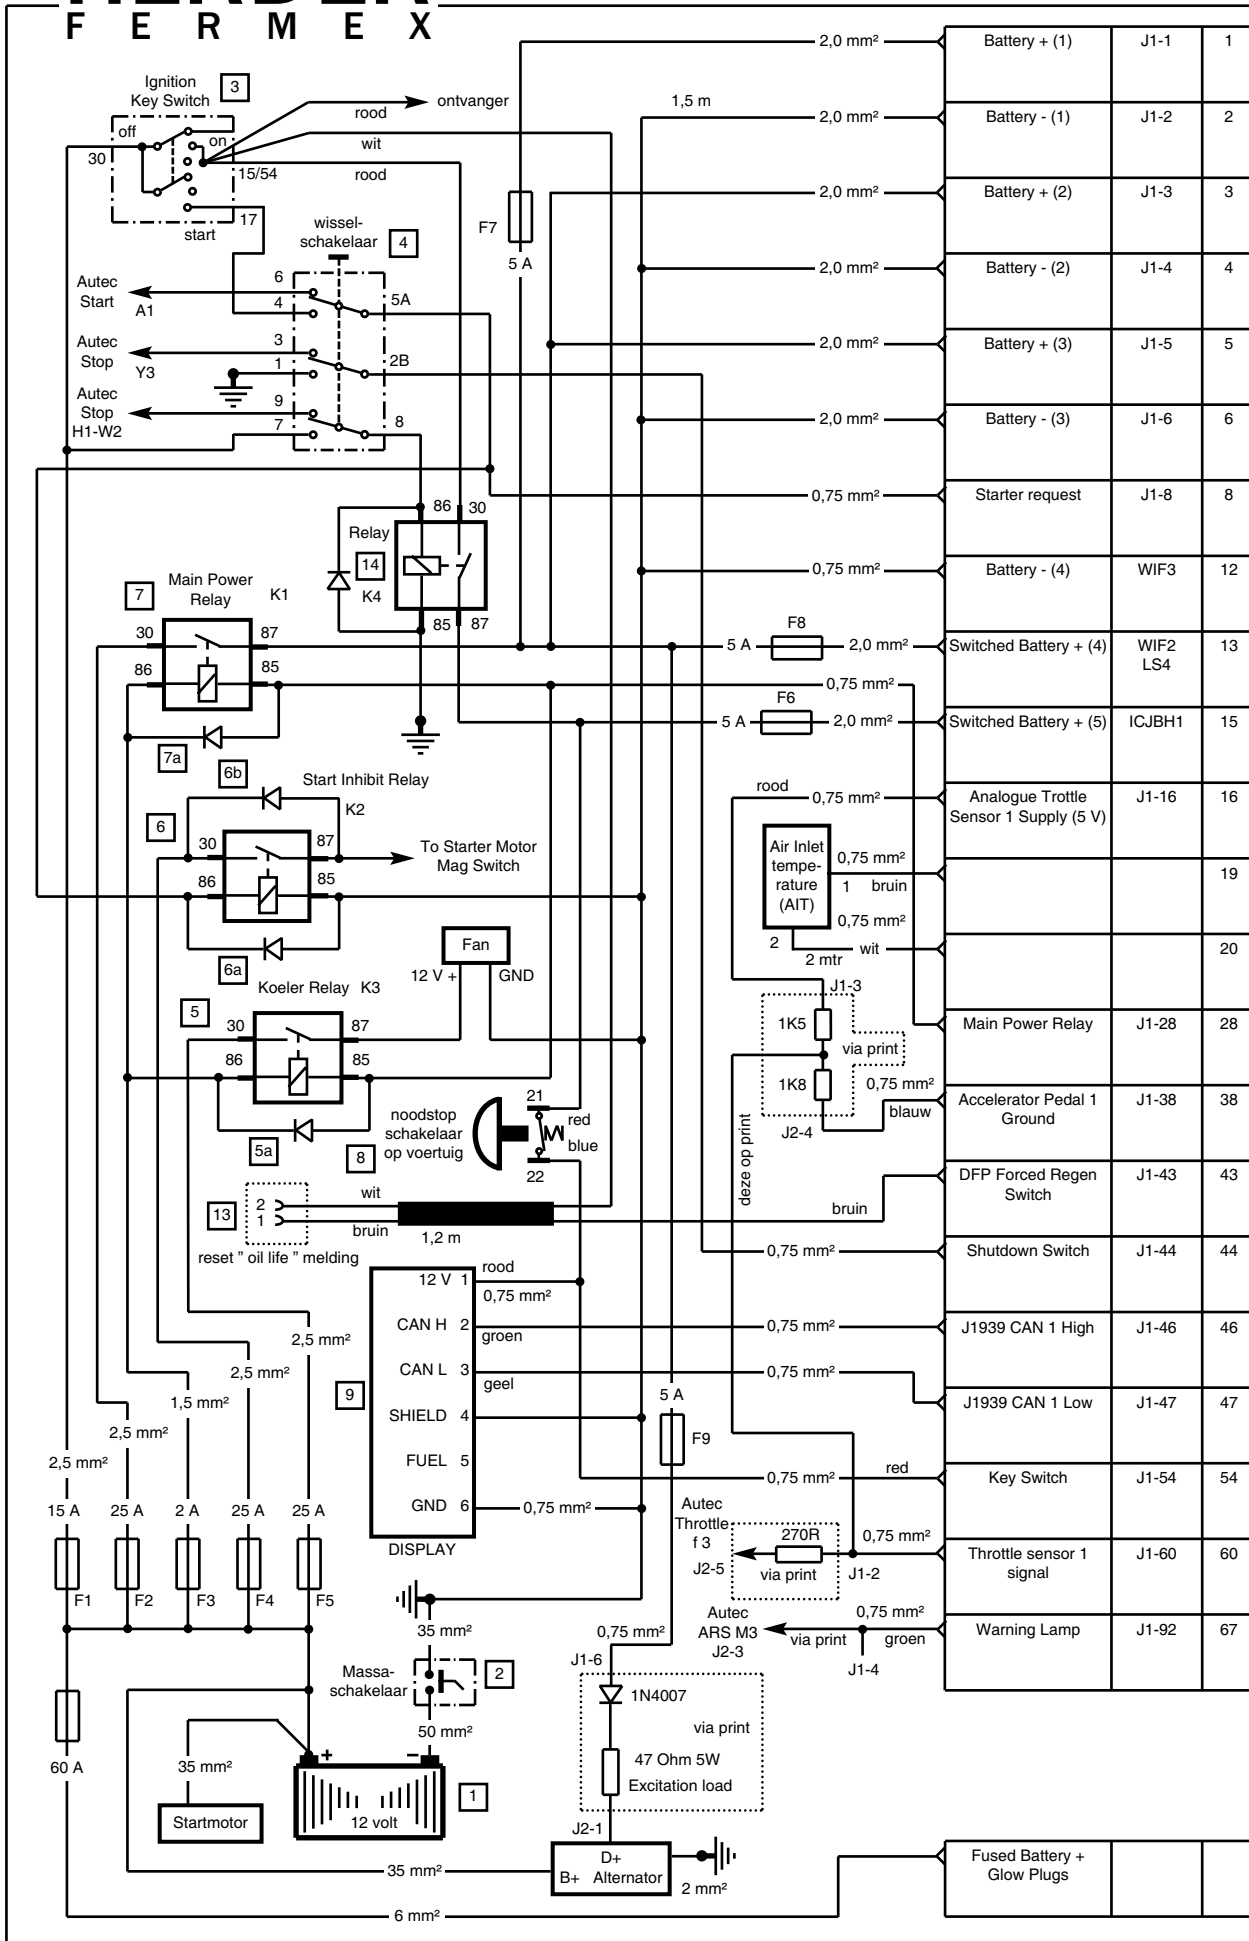 FERMEX
Battery + (1) J1-1 1
2,0 mm²
Ignition
Key Switch 3
ontvanger
rood
1,5 m
2,0 mm²
Battery - (1) J1-2 2
off
on
wit
30
15/54
rood
2,0 mm²
Battery + (2) J1-3 3
17
start
wissel-
schakelaar 4
F7
5 A
2,0 mm²
Battery - (2) J1-4 4
Autec
Start
A1
6
4
5A
Autec
Stop
Y3
3
1
2B
2,0 mm²
Battery + (3) J1-5 5
Autec
Stop
H1-W2
9
7
8
2,0 mm²
Battery - (3) J1-6 6
0,75 mm²
Starter request J1-8 8
86 30
Relay
14
K4
85 87
0,75 mm²
Battery - (4) WIF3 12
7
Main Power
Relay
K1
30 87
86 85
7a
5 A
F8
2,0 mm²
Switched Battery + (4) WIF2 13
LS4
0,75 mm²
F6
5 A
2,0 mm²
Switched Battery + (5) ICJBH1 15
6b
Start Inhibit Relay
K2
6
30 87
86 85
6a
To Starter Motor
Mag Switch
rood
0,75 mm²
Analogue Trottle J1-16 16
Sensor 1 Supply (5 V)
Air Inlet
tempe-
rature
(AIT)
0,75 mm²
1 bruin
19
0,75 mm²
2
wit
2 mtr
20
Fan
12 V + GND
Koeler Relay K3
5
30 87
86 85
5a
J1-3
1K5
via print
1K8
J2-4
Main Power Relay J1-28 28
0,75 mm²
blauw
Accelerator Pedal 1 J1-38 38
Ground
noodstop
schakelaar
op voertuig
8
21
red
blue
22
deze op print
DFP Forced Regen J1-43 43
Switch
13
2
1
wit
bruin
1,2 m
bruin
reset " oil life " melding
0,75 mm²
Shutdown Switch J1-44 44
12 V 1
rood
0,75 mm²
CAN H 2
groen
0,75 mm²
J1939 CAN 1 High J1-46 46
CAN L 3
geel
0,75 mm²
9
SHIELD 4
J1939 CAN 1 Low J1-47 47
FUEL 5
GND 6
0,75 mm²
DISPLAY
5 A
F9
red
0,75 mm²
Key Switch J1-54 54
2,5 mm²
2,5 mm²
1,5 mm²
2,5 mm²
2,5 mm²
15 A 25 A 2 A 25 A 25 A
F1 F2 F3 F4 F5
Autec
Throttle
f 3
J2-5
270R
via print
J1-2
0,75 mm²
Throttle sensor 1 J1-60 60
signal
Autec
ARS M3
J2-3
via print
0,75 mm²
groen
J1-4
Warning Lamp J1-92 67
35 mm²
Massa-
schakelaar
2
50 mm²
0,75 mm²
J1-6
1N4007
via print
47 Ohm 5W
Excitation load
J2-1
60 A
35 mm²
Startmotor
+ −
12 volt
1
D+
B+ Alternator
2 mm²
35 mm²
6 mm²
Fused Battery +
Glow Plugs